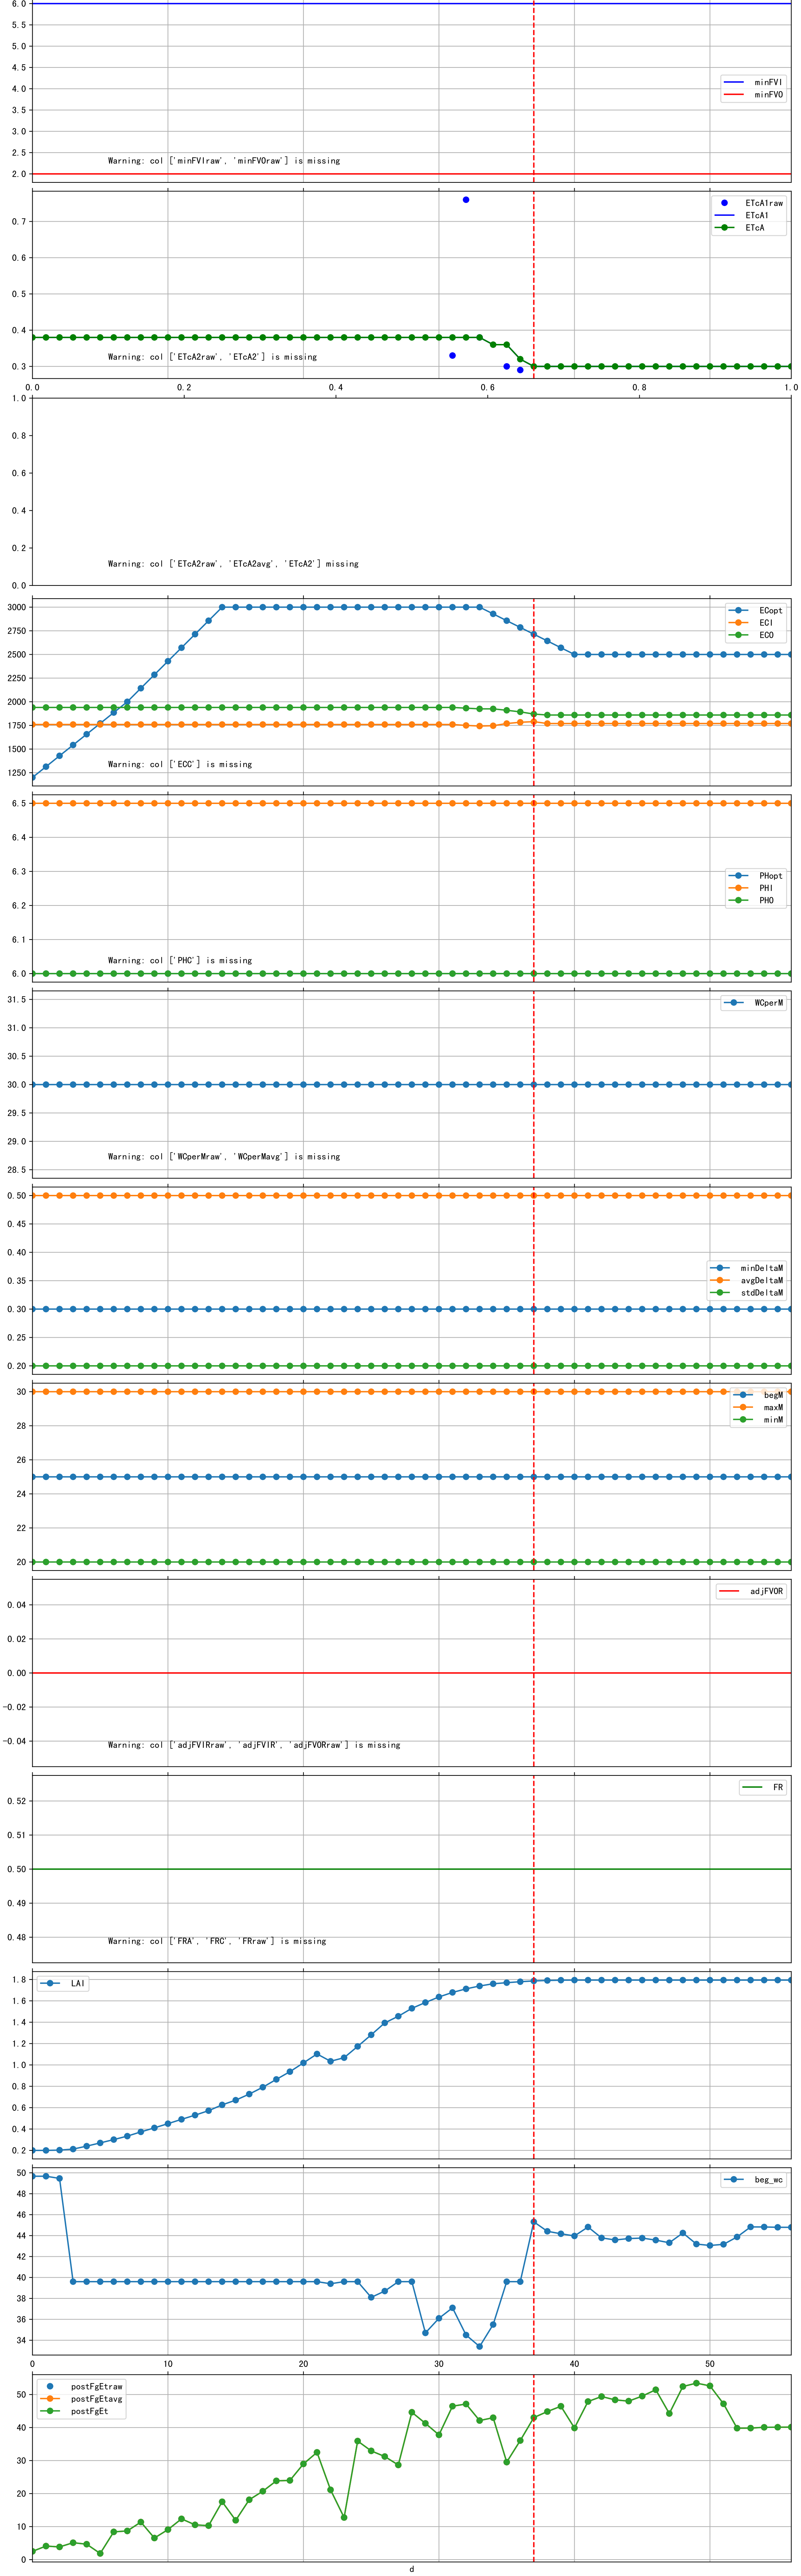 6.0
5.5
5.0
4.5
4.0
3.5
3.0
2.5
2.0
minFVI
minFVO
Warning: col ['minFVIraw', 'minFVOraw'] is missing
0.7
0.6
0.5
0.4
0.3
ETcA1raw
ETcA1
ETcA
Warning: col ['ETcA2raw', 'ETcA2'] is missing
0.0 0.2 0.4 0.6 0.8 1.0
1.0
0.8
0.6
0.4
0.2
0.0
Warning: col ['ETcA2raw', 'ETcA2avg', 'ETcA2'] missing
3000
2750
2500
2250
2000
1750
1500
1250
ECopt
ECI
ECO
Warning: col ['ECC'] is missing
6.5
6.4
6.3
6.2
6.1
6.0
PHopt
PHI
PHO
Warning: col ['PHC'] is missing
31.5
31.0
30.5
30.0
29.5
29.0
28.5
WCperM
Warning: col ['WCperMraw', 'WCperMavg'] is missing
0.50
0.45
0.40
0.35
0.30
0.25
0.20
minDeltaM
avgDeltaM
stdDeltaM
30
28
26
24
22
20
begM
maxM
minM
0.04
0.02
0.00
−0.02
−0.04
adjFVOR
Warning: col ['adjFVIRraw', 'adjFVIR', 'adjFVORraw'] is missing
0.52
0.51
0.50
0.49
0.48
FR
Warning: col ['FRA', 'FRC', 'FRraw'] is missing
1.8
1.6
1.4
1.2
1.0
0.8
0.6
0.4
0.2
LAI
50
48
46
44
42
40
38
36
34
beg_wc
0 10 20 30 40 50
50
40
30
20
10
0
postFgEtraw
postFgEtavg
postFgEt
d